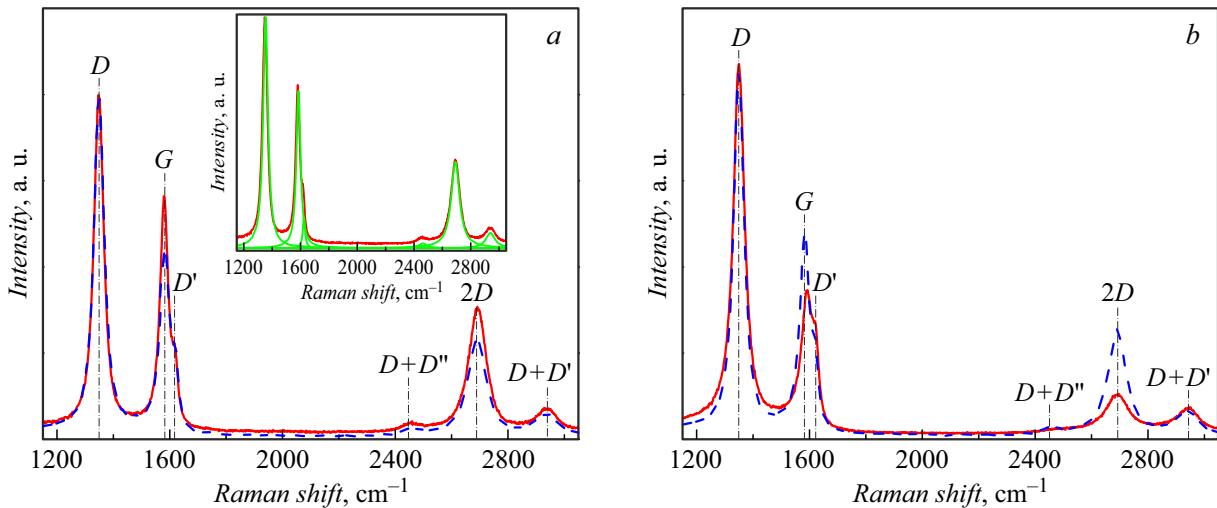 a
D
G
D'
D+D''
2D
D+D'
Intensity, a. u.
1200 1600 2000 2400 2800
Raman shift, cm⁻¹
Intensity, a. u.
1200 1600 2000 2400 2800
Raman shift, cm⁻¹
b
D
G
D'
D+D''
2D
D+D'
Intensity, a. u.
1200 1600 2000 2400 2800
Raman shift, cm⁻¹